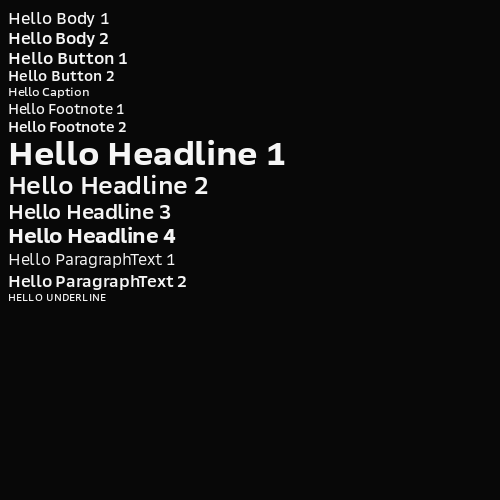 Hello Body 1
Hello Body 2
Hello Button 1
Hello Button 2
Hello Caption
Hello Footnote 1
Hello Footnote 2
Hello Headline 1
Hello Headline 2
Hello Headline 3
Hello Headline 4
Hello ParagraphText 1
Hello ParagraphText 2
HELLO UNDERLINE